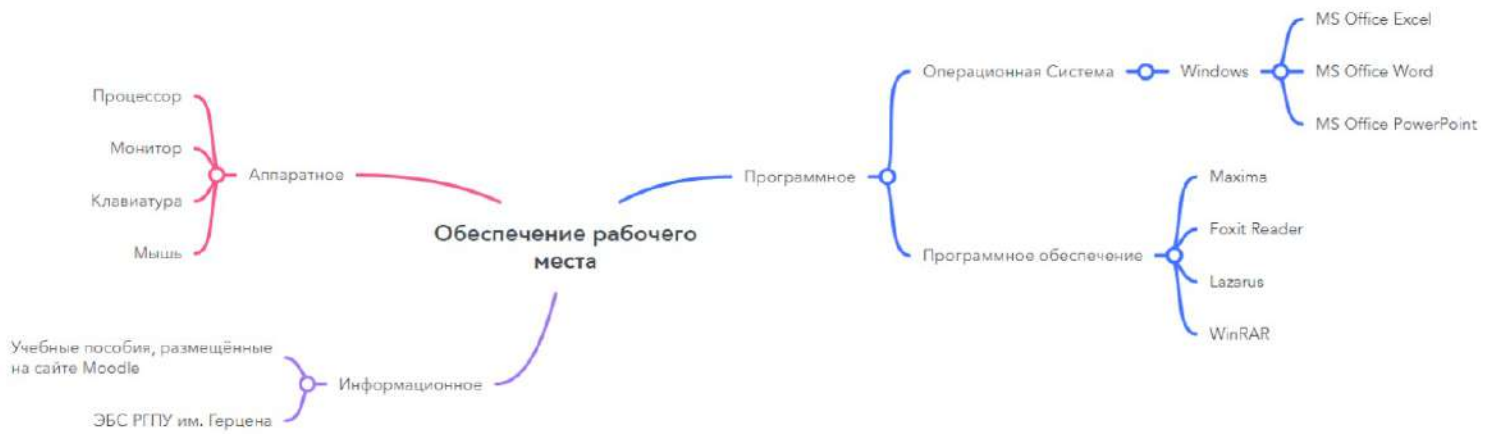 Обеспечение рабочего
места
Аппаратное
Процессор
Монитор
Клавиатура
Мышь
Информационное
Учебные пособия, размещённые
на сайте Moodle
ЭБС РГПУ им. Герцена
Программное
Операционная Система
Windows
MS Office Excel
MS Office Word
MS Office PowerPoint
Программное обеспечение
Maxima
Foxit Reader
Lazarus
WinRAR